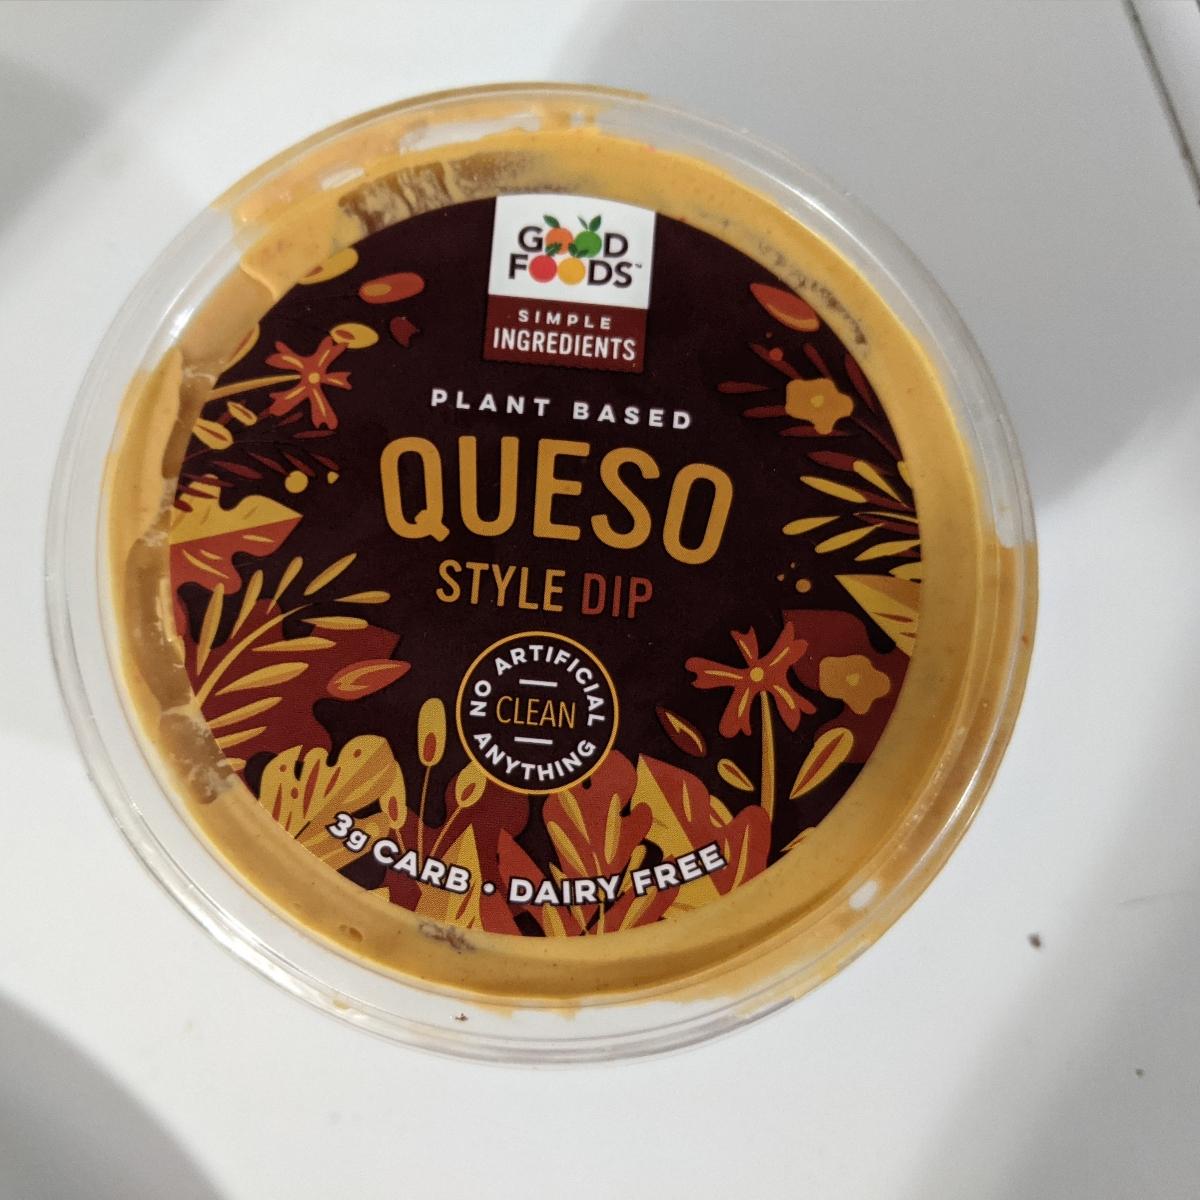 GOOD
FOODS™
SIMPLE
INGREDIENTS
PLANT BASED
QUESO
STYLE DIP
NO ARTIFICIAL ANYTHING
CLEAN
3g CARB • DAIRY FREE